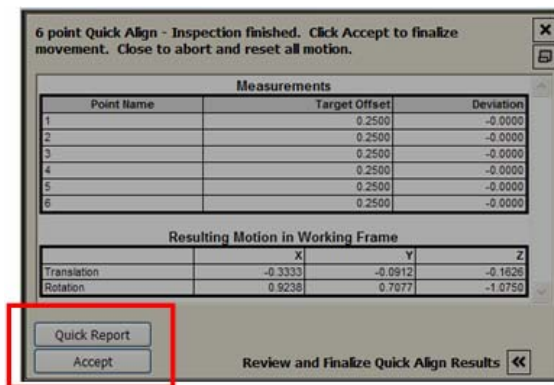 6 point Quick Align - Inspection finished. Click Accept to finalize
movement. Close to abort and reset all motion.
Measurements
Point Name Target Offset Deviation
1 0.2500 -0.0000
2 0.2500 -0.0000
3 0.2500 -0.0000
4 0.2500 -0.0000
5 0.2500 -0.0000
6 0.2500 -0.0000
Resulting Motion in Working Frame
X Y Z
Translation -0.3333 -0.0912 -0.1626
Rotation 0.9238 0.7077 -1.0750
Quick Report
Accept
Review and Finalize Quick Align Results